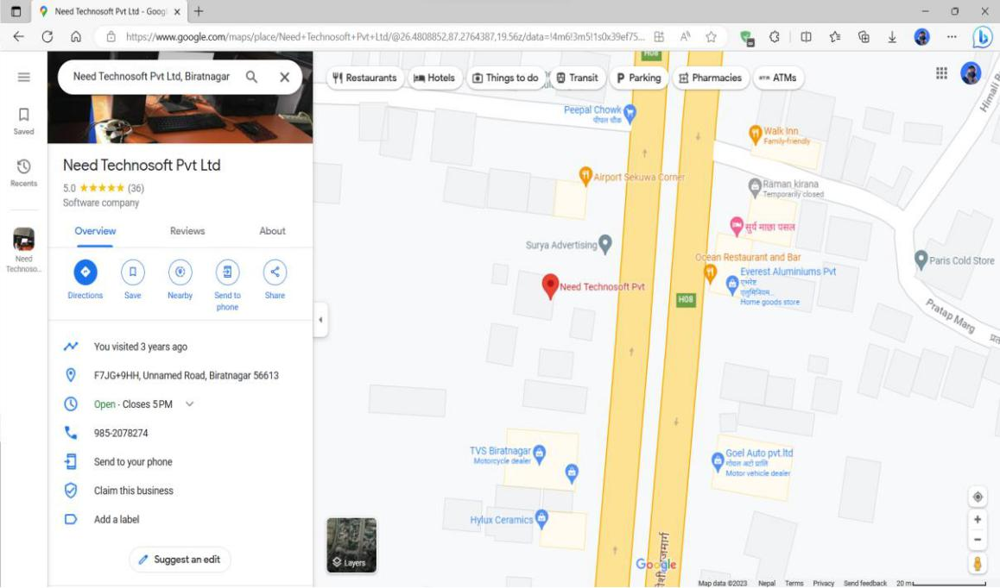 Need Technosoft Pvt Ltd - Googl
https://www.google.com/maps/place/Need+Technosoft+Pvt+Ltd/@26.4808852,87.2764387,19.56z/data=!4m6!3m5!1s0x39ef75...
Need Technosoft Pvt Ltd, Biratnagar
Restaurants
Hotels
Things to do
Transit
Parking
Pharmacies
ATMs
Saved
Recents
Need
Technoso...
Need Technosoft Pvt Ltd
5.0 ★★★★★ (36)
Software company
Overview
Reviews
About
Directions
Save
Nearby
Send to
phone
Share
You visited 3 years ago
F7JG+9HH, Unnamed Road, Biratnagar 56613
Open · Closes 5 PM
985-2078274
Send to your phone
Claim this business
Add a label
Suggest an edit
H08
Peepal Chowk
पीपल चौक
Walk Inn
Family-friendly
Airport Sekuwa Corner
Raman kirana
Temporarily closed
Himali R
सुर्य माछा पसल
Surya Advertising
Ocean Restaurant and Bar
Paris Cold Store
Everest Aluminiums Pvt
एभरेष्ट
एलुमिनियम...
Home goods store
Need Technosoft Pvt
H08
Pratap Marg
TVS Biratnagar
Motorcycle dealer
Goel Auto pvt.ltd
गोयल अटो प्रालि
Motor vehicle dealer
Hylux Ceramics
Layers
Google
Map data ©2023
Nepal
Terms
Privacy
Send feedback
20 m